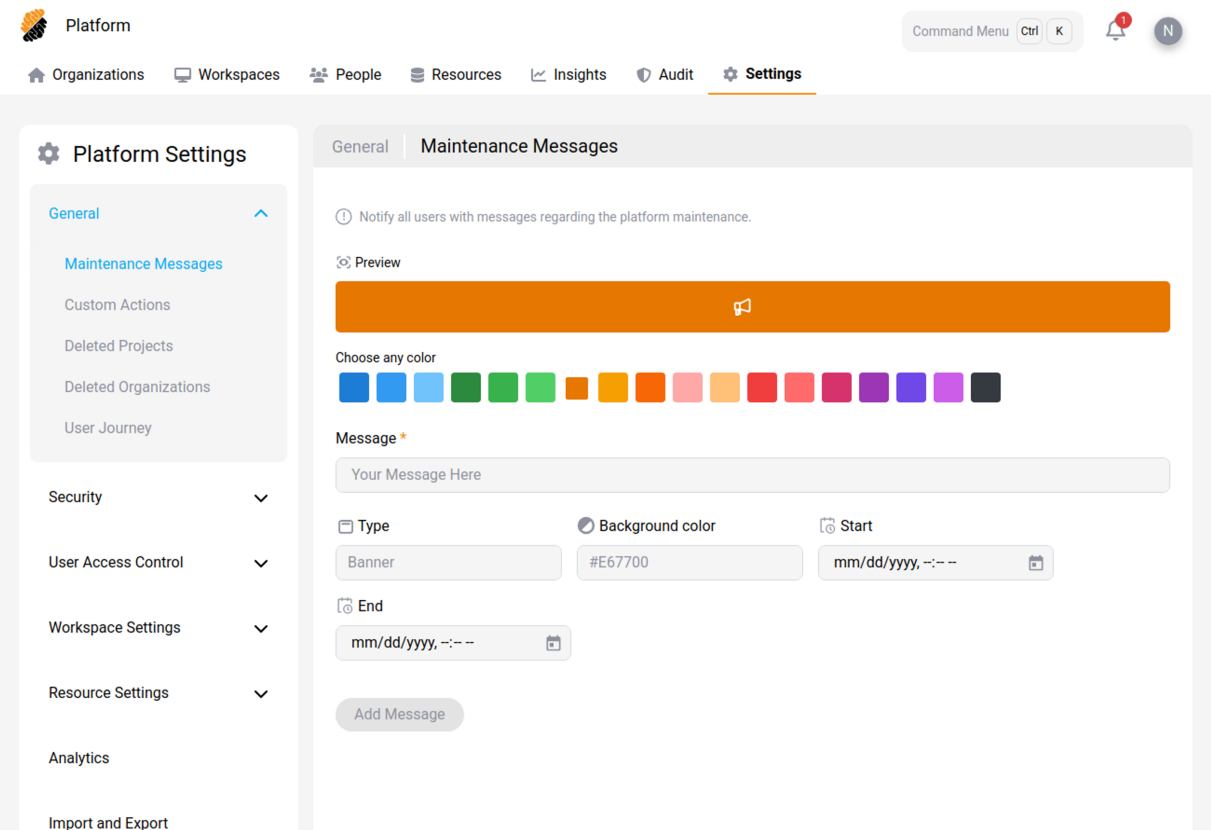 Platform
Command Menu Ctrl K
1
N
Organizations Workspaces People Resources Insights Audit Settings
Platform Settings
General
Maintenance Messages
Custom Actions
Deleted Projects
Deleted Organizations
User Journey
Security
User Access Control
Workspace Settings
Resource Settings
Analytics
Import and Export
General Maintenance Messages
Notify all users with messages regarding the platform maintenance.
Preview
Choose any color
Message *
Your Message Here
Type Background color Start
Banner #E67700 mm/dd/yyyy, --:-- --
End
mm/dd/yyyy, --:-- --
Add Message